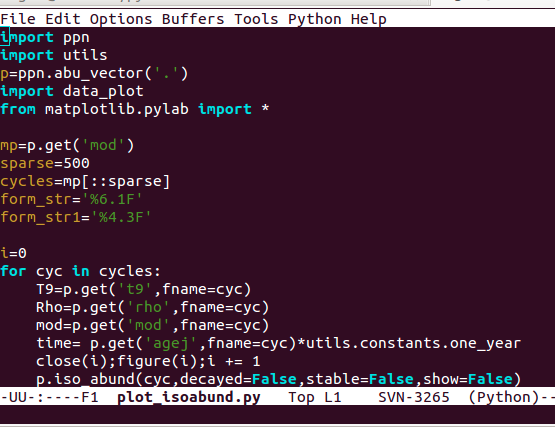 File Edit Options Buffers Tools Python Help
import ppn
import utils
p=ppn.abu_vector('.')
import data_plot
from matplotlib.pylab import *
mp=p.get('mod')
sparse=500
cycles=mp[::sparse]
form_str='%6.1F'
form_str1='%4.3F'
i=0
for cyc in cycles:
    T9=p.get('t9',fname=cyc)
    Rho=p.get('rho',fname=cyc)
    mod=p.get('mod',fname=cyc)
    time= p.get('agej',fname=cyc)*utils.constants.one_year
    close(i);figure(i);i += 1
    p.iso_abund(cyc,decayed=False,stable=False,show=False)
-UU-:----F1  plot_isoabund.py   Top L1    SVN-3265  (Python)--